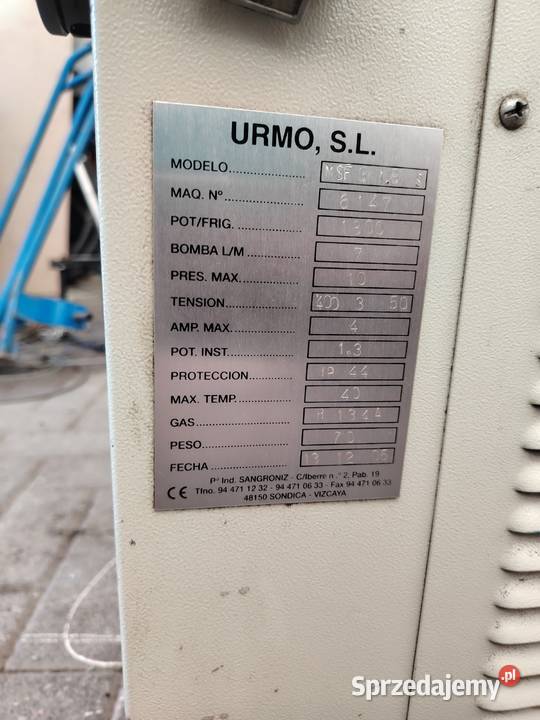 URMO, S.L.
MODELO.................... MSF
MAQ. Nº.................... 6147
POT/FRIG................... 1300
BOMBA L/M............... 7
PRES. MAX................. 10
TENSION.................... 400 3 50
AMP. MAX.................. 4
POT. INST.................. 1.3
PROTECCION............. IP 44
MAX. TEMP................. 40
GAS........................... R 134A
PESO......................... 70
FECHA....................... 13 12
Pº Ind. SANGRONIZ - C/Iberre n.º 2, Pab. 19
CE Tfno. 94 471 12 32 - 94 471 06 33 - Fax 94 471 06 33
48150 SONDICA - VIZCAYA
Sprzedajemy.pl